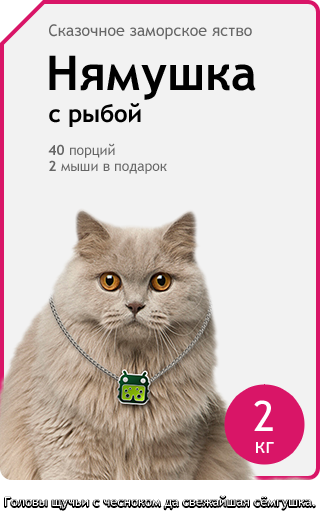 Сказочное заморское яство
Нямушка
с рыбой
40 порций
2 мыши в подарок
2
кг
Головы щучьи с чесноком да свежайшая сёмгушка.